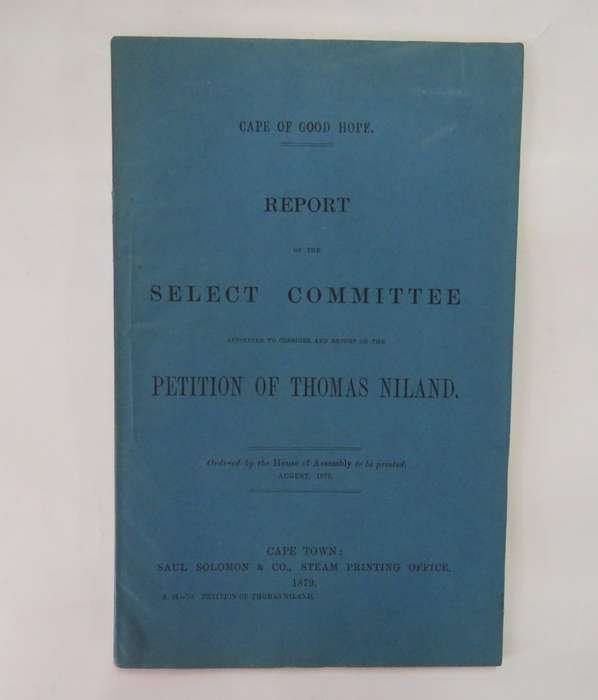 CAPE OF GOOD HOPE.
REPORT
OF THE
SELECT COMMITTEE
APPOINTED TO CONSIDER AND REPORT ON THE
PETITION OF THOMAS NILAND.
Ordered by the House of Assembly to be printed.
AUGUST, 1879.
CAPE TOWN:
SAUL SOLOMON & CO., STEAM PRINTING OFFICE.
1879.
PETITION OF THOMAS NILAND.